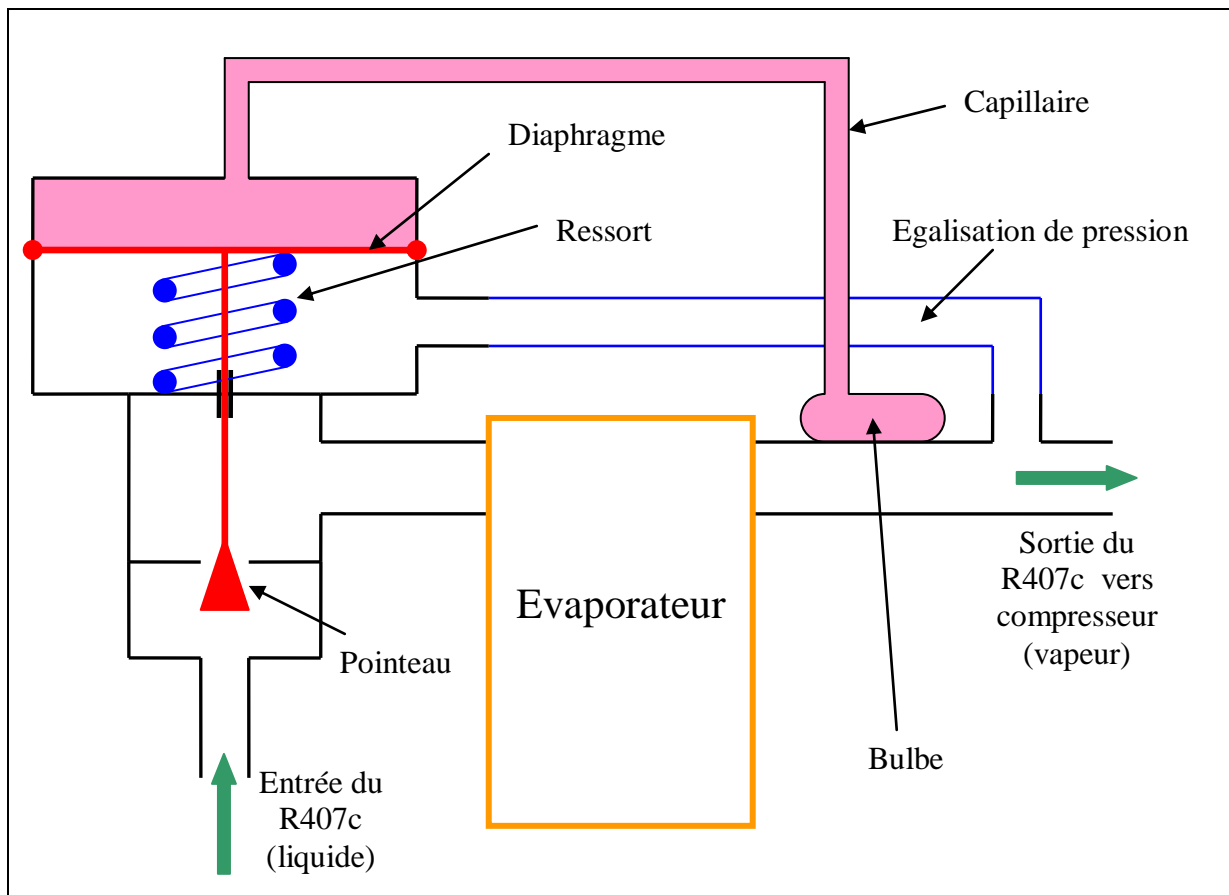 Capillaire
Diaphragme
Ressort
Egalisation de pression
Evaporateur
Sortie du
R407c vers
compresseur
(vapeur)
Pointeau
Bulbe
Entrée du
R407c
(liquide)